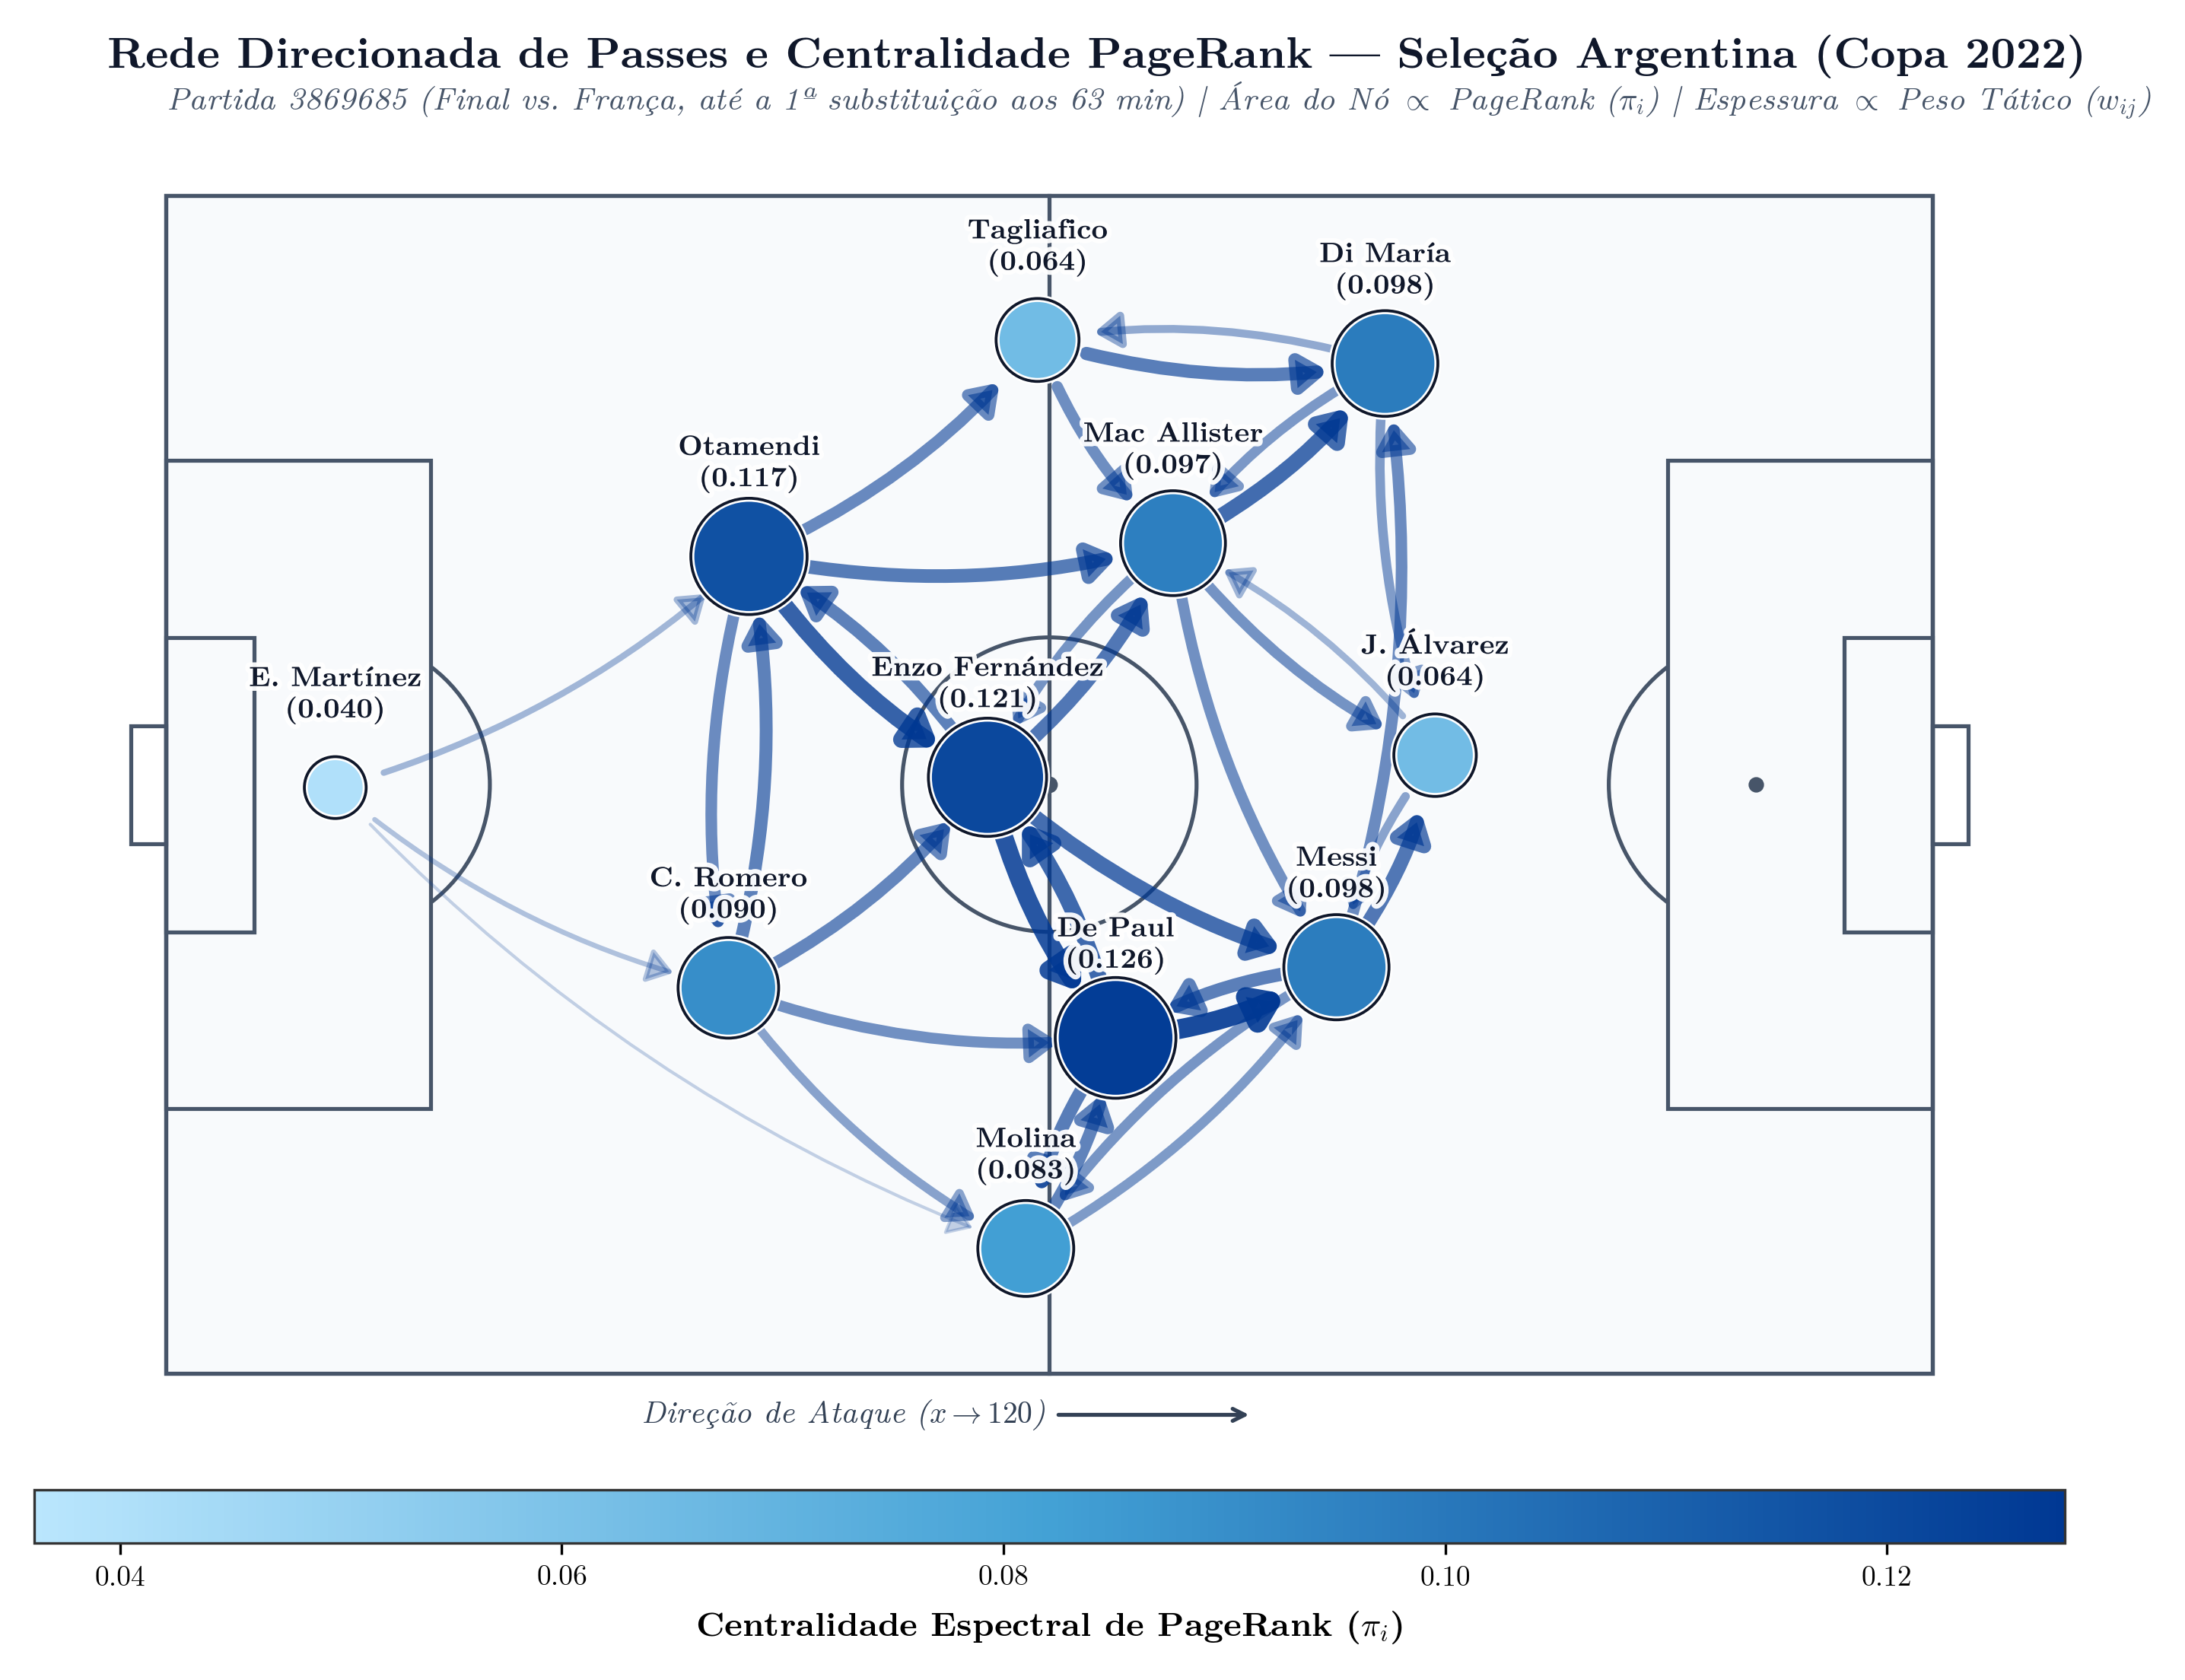 Rede Direcionada de Passes e Centralidade PageRank — Seleção Argentina (Copa 2022)
Partida 3869685 (Final vs. França, até a 1ª substituição aos 63 min) | Área do Nó ∝ PageRank (πᵢ) | Espessura ∝ Peso Tático (wᵢⱼ)
Tagliafico
(0.064)
Di María
(0.098)
Mac Allister
(0.097)
Otamendi
(0.117)
J. Álvarez
(0.064)
Enzo Fernández
(0.121)
E. Martínez
(0.040)
Messi
(0.098)
C. Romero
(0.090)
De Paul
(0.126)
Molina
(0.083)
Direção de Ataque (x→120)
0.04 0.06 0.08 0.10 0.12
Centralidade Espectral de PageRank (πᵢ)